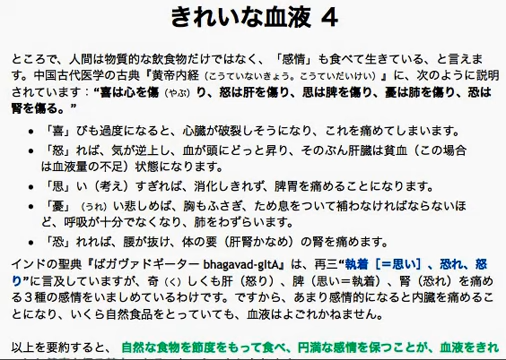 きれいな血液 4
ところで、人間は物質的な飲食物だけではなく、「感情」も食べて生きている、と言えま
す。中国古代医学の古典『黄帝内経（こうていないきょう。こうていだいけい）』に、次のように説明
されています：“喜は心を傷（やぶ）り、怒は肝を傷り、思は脾を傷り、憂は肺を傷り、恐は
腎を傷る。”
• 「喜」びも過度になると、心臓が破裂しそうになり、これを痛めてしまいます。
• 「怒」れば、気が逆上し、血が頭にどっと昇り、そのぶん肝臓は貧血（この場合
は血液量の不足）状態になります。
• 「思」い（考え）すぎれば、消化しきれず、脾胃を痛めることになります。
• 「憂」（うれ）い悲しめば、胸もふさぎ、ため息をついて補わなければならないほ
ど、呼吸が十分でなくなり、肺をわずらいます。
• 「恐」れれば、腰が抜け、体の要（肝腎かなめ）の腎を痛めます。
インドの聖典『ばガヴァドギーター bhagavad-gItA』は、再三“執着［＝思い］、恐れ、怒
り”に言及していますが、奇（く）しくも肝（怒り）、脾（思い＝執着）、腎（恐れ）を痛め
る３種の感情をいましめているわけです。ですから、あまり感情的になると内臓を痛めるこ
とになり、いくら自然食品をとっていても、血液はよごれかねません。
以上を要約すると、 自然な食物を節度をもって食べ、円満な感情を保つことが、血液をきれ